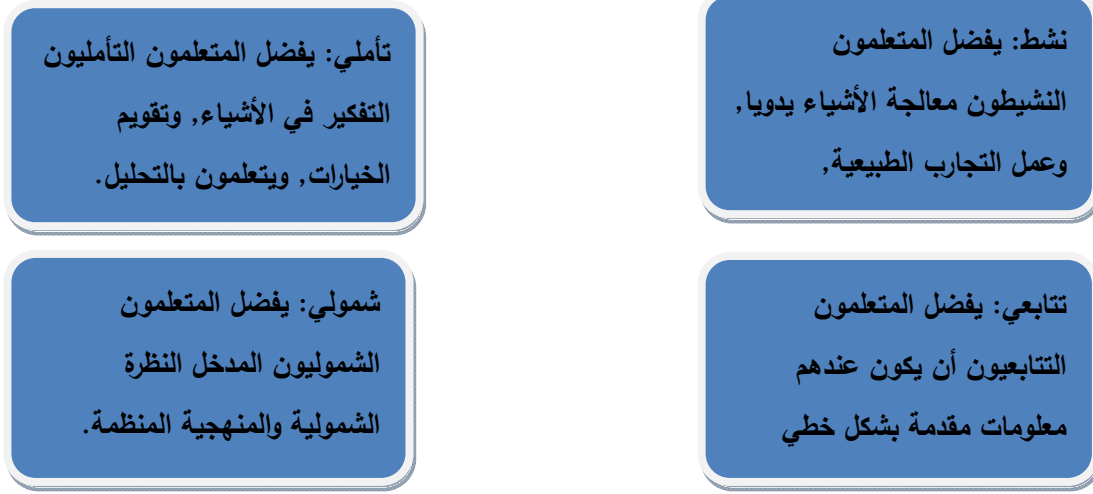 نشط: يفضل المتعلمون
النشيطون معالجة الأشياء يدويا,
وعمل التجارب الطبيعية,
تأملي: يفضل المتعلمون التأمليون
التفكير في الأشياء, وتقويم
الخيارات, ويتعلمون بالتحليل.
تتابعي: يفضل المتعلمون
التتابعيون أن يكون عندهم
معلومات مقدمة بشكل خطي
شمولي: يفضل المتعلمون
الشموليون المدخل النظرة
الشمولية والمنهجية المنظمة.